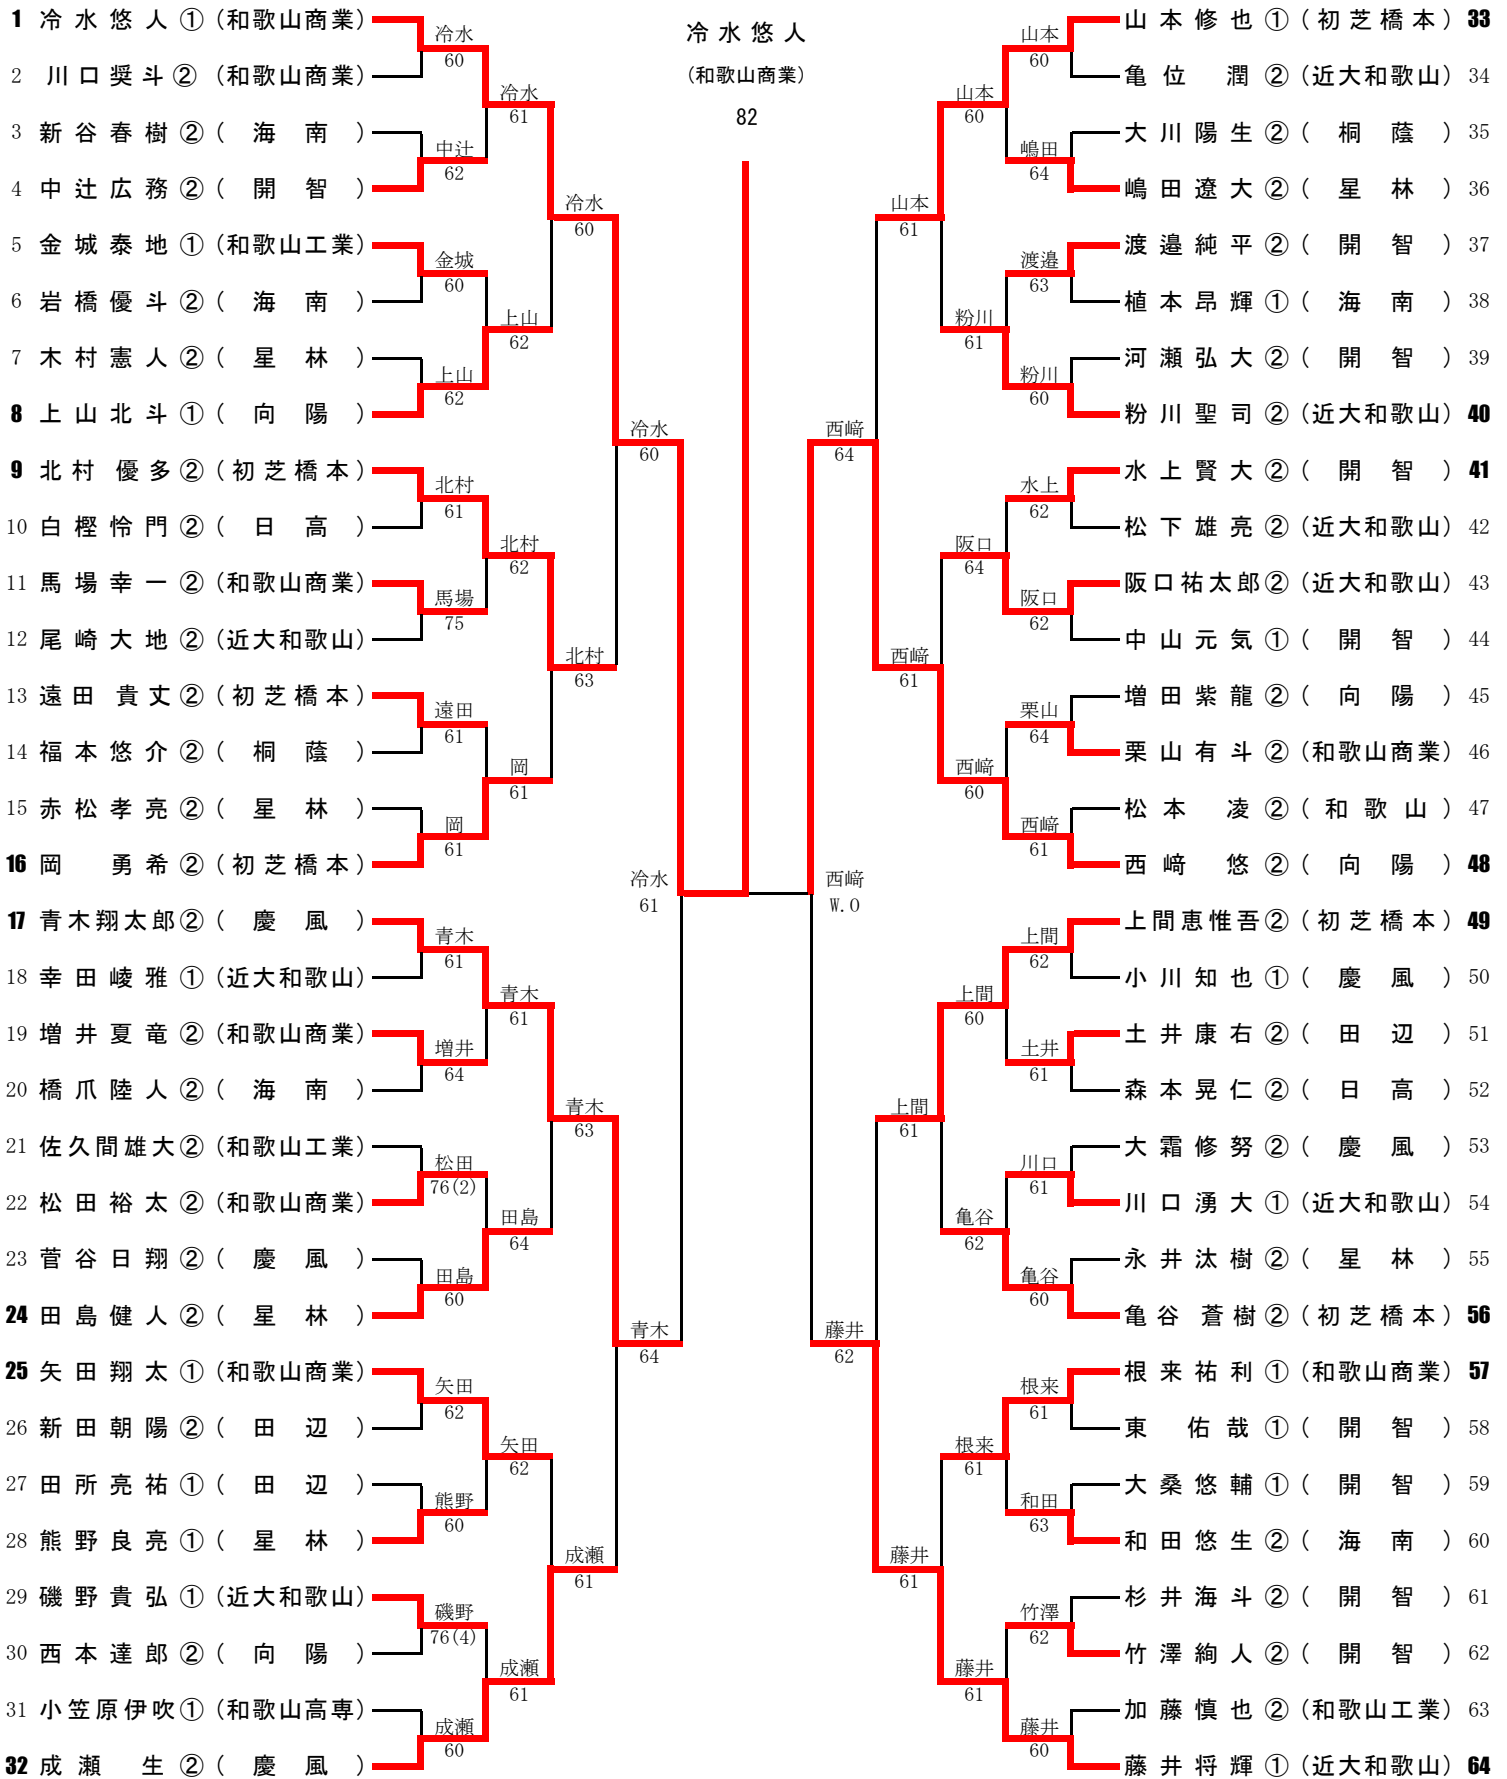 冷水悠人
(和歌山商業)
82
1 冷水悠人① (和歌山商業)
2 川口奨斗② (和歌山商業)
3 新谷春樹② (海南)
4 中辻広務② (開智)
5 金城泰地① (和歌山工業)
6 岩橋優斗② (海南)
7 木村憲人② (星林)
8 上山北斗① (向陽)
9 北村優多② (初芝橋本)
10 白樫怜門② (日高)
11 馬場幸一② (和歌山商業)
12 尾崎大地② (近大和歌山)
13 遠田貴丈② (初芝橋本)
14 福本悠介② (桐蔭)
15 赤松孝亮② (星林)
16 岡勇希② (初芝橋本)
17 青木翔太郎② (慶風)
18 幸田崚雅① (近大和歌山)
19 増井夏竜② (和歌山商業)
20 橋爪陸人② (海南)
21 佐久間雄大② (和歌山工業)
22 松田裕太② (和歌山商業)
23 菅谷日翔② (慶風)
24 田島健人② (星林)
25 矢田翔太① (和歌山商業)
26 新田朝陽② (田辺)
27 田所亮祐① (田辺)
28 熊野良亮① (星林)
29 磯野貴弘① (近大和歌山)
30 西本達郎② (向陽)
31 小笠原伊吹① (和歌山高専)
32 成瀬生② (慶風)
冷水
60
中辻
62
金城
60
上山
62
北村
61
馬場
75
遠田
61
岡
61
青木
61
増井
64
松田
76(2)
田島
60
矢田
62
熊野
60
磯野
76(4)
成瀬
60
冷水
61
上山
62
北村
62
岡
61
青木
61
田島
64
矢田
62
成瀬
61
冷水
60
北村
63
青木
63
成瀬
61
冷水
60
青木
64
冷水
61
西﨑
W.O
西﨑
64
藤井
62
山本
61
西﨑
61
上間
61
藤井
61
山本
60
粉川
61
阪口
64
西﨑
60
上間
60
亀谷
62
根来
61
藤井
61
山本
60
嶋田
64
渡邉
63
粉川
60
水上
62
阪口
62
栗山
64
西﨑
61
上間
62
土井
61
川口
61
亀谷
60
根来
61
和田
63
竹澤
62
藤井
60
山本修也① (初芝橋本) 33
亀位潤② (近大和歌山) 34
大川陽生② (桐蔭) 35
嶋田遼大② (星林) 36
渡邉純平② (開智) 37
植本昂輝① (海南) 38
河瀬弘大② (開智) 39
粉川聖司② (近大和歌山) 40
水上賢大② (開智) 41
松下雄亮② (近大和歌山) 42
阪口祐太郎② (近大和歌山) 43
中山元気① (開智) 44
増田紫龍② (向陽) 45
栗山有斗② (和歌山商業) 46
松本凌② (和歌山) 47
西﨑悠② (向陽) 48
上間恵惟吾② (初芝橋本) 49
小川知也① (慶風) 50
土井康右② (田辺) 51
森本晃仁② (日高) 52
大霜修努② (慶風) 53
川口湧大① (近大和歌山) 54
永井汰樹② (星林) 55
亀谷蒼樹② (初芝橋本) 56
根来祐利① (和歌山商業) 57
東佑哉① (開智) 58
大桑悠輔① (開智) 59
和田悠生② (海南) 60
杉井海斗② (開智) 61
竹澤絢人② (開智) 62
加藤慎也② (和歌山工業) 63
藤井将輝① (近大和歌山) 64